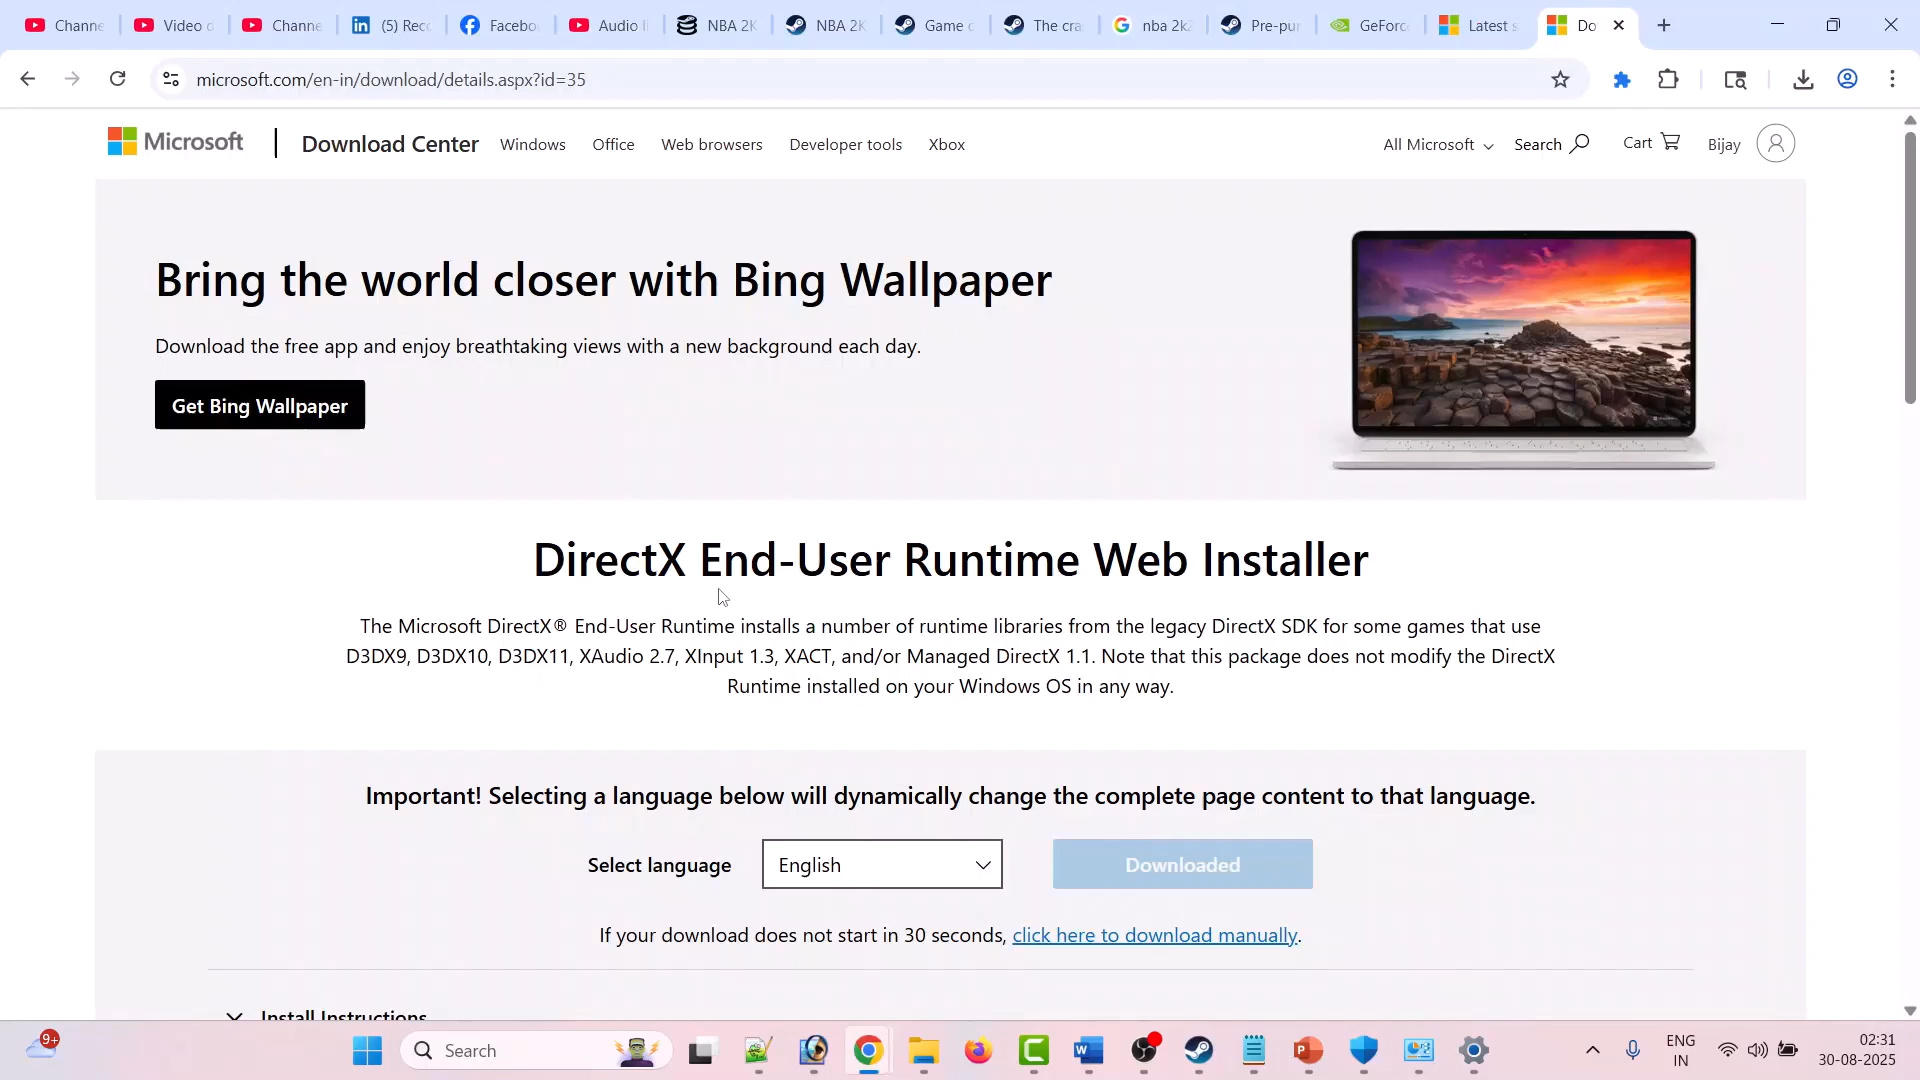 Channe
Video d
Channe
(5) Reco
Facebo
Audio li
NBA 2K
NBA 2K
Game c
The cra
nba 2k2
Pre-pur
GeForc
Latest s
Do
microsoft.com/en-in/download/details.aspx?id=35
Microsoft
Download Center
Windows
Office
Web browsers
Developer tools
Xbox
All Microsoft
Search
Cart
Bijay
Bring the world closer with Bing Wallpaper
Download the free app and enjoy breathtaking views with a new background each day.
Get Bing Wallpaper
DirectX End-User Runtime Web Installer
The Microsoft DirectX® End-User Runtime installs a number of runtime libraries from the legacy DirectX SDK for some games that use
D3DX9, D3DX10, D3DX11, XAudio 2.7, XInput 1.3, XACT, and/or Managed DirectX 1.1. Note that this package does not modify the DirectX
Runtime installed on your Windows OS in any way.
Important! Selecting a language below will dynamically change the complete page content to that language.
Select language
English
Downloaded
If your download does not start in 30 seconds, click here to download manually.
Install Instructions
9+
Search
ENG
IN
02:31
30-08-2025